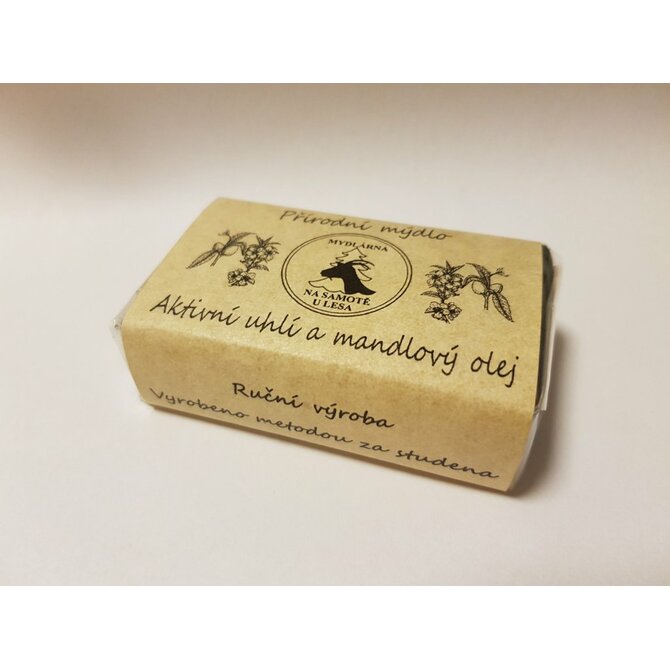 Přírodní mýdlo
MYDLÁRNA
NA SAMOTĚ
U LESA
Aktivní uhlí a mandlový olej
Ruční výroba
Vyrobeno metodou za studena